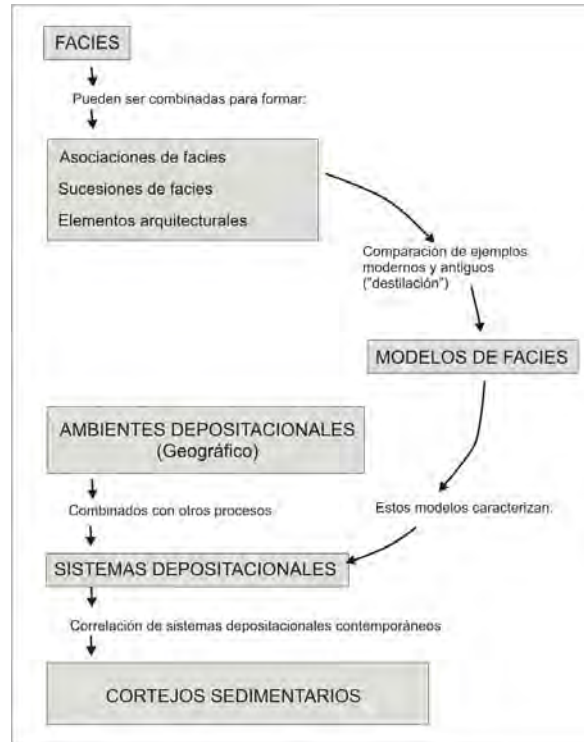 FACIES
Pueden ser combinadas para formar:
Asociaciones de facies
Sucesiones de facies
Elementos arquitecturales
Comparación de ejemplos
modernos y antiguos
("destilación")
MODELOS DE FACIES
AMBIENTES DEPOSITACIONALES
(Geográfico)
Combinados con otros procesos
Estos modelos caracterizan:
SISTEMAS DEPOSITACIONALES
Correlación de sistemas depositacionales contemporáneos
CORTEJOS SEDIMENTARIOS